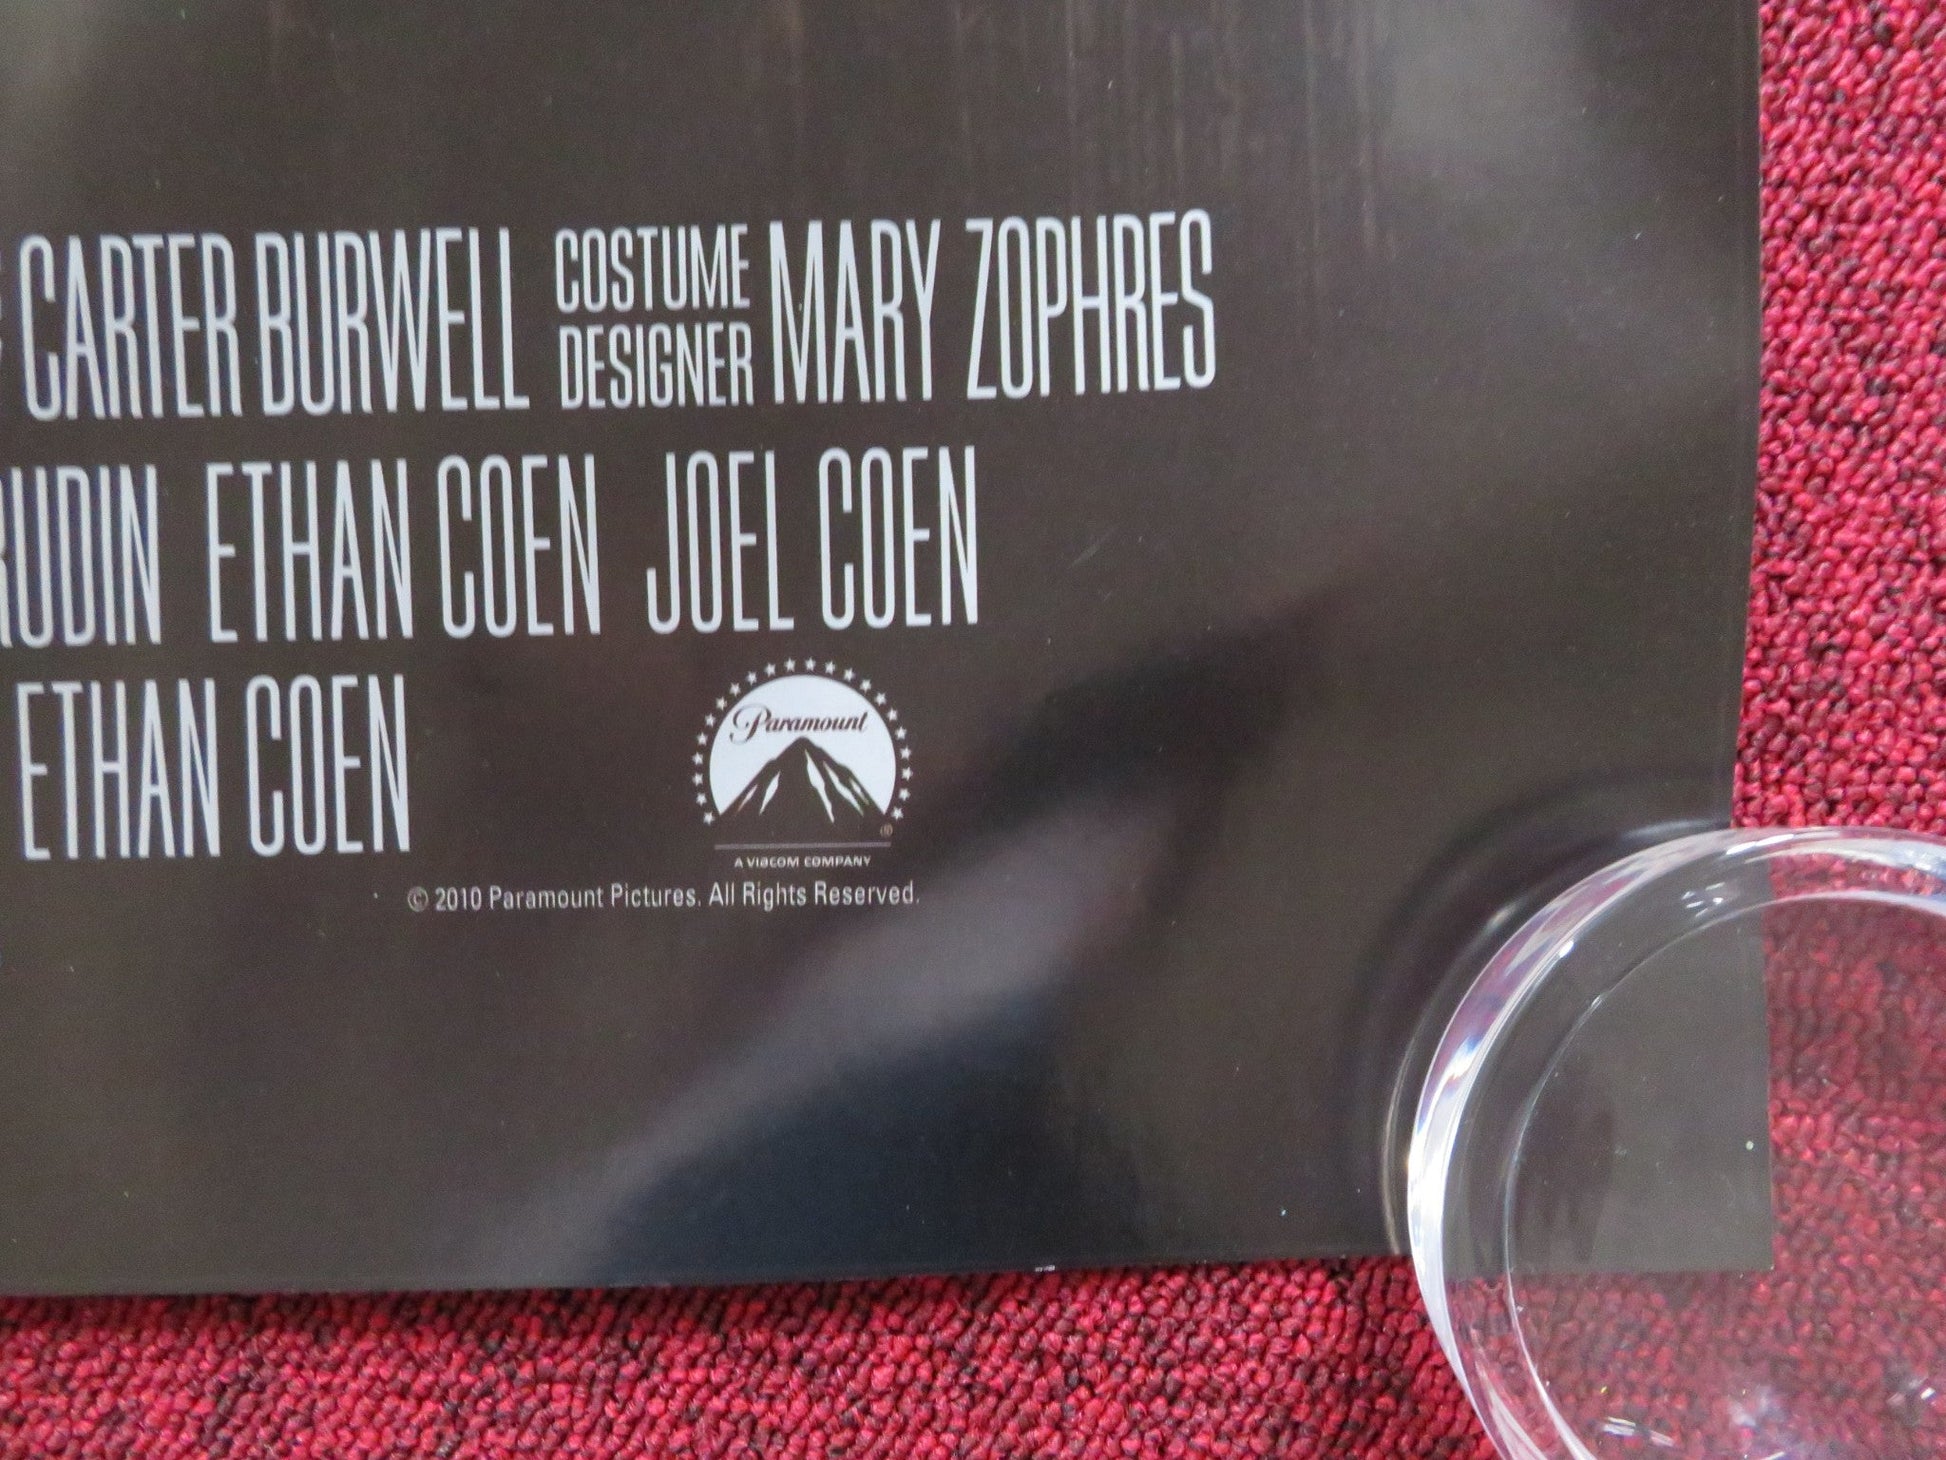 CARTER BURWELL COSTUME DESIGNER MARY ZOPHRES
RUDIN ETHAN COEN JOEL COEN
ETHAN COEN
Paramount
®
A VIACOM COMPANY
© 2010 Paramount Pictures. All Rights Reserved.